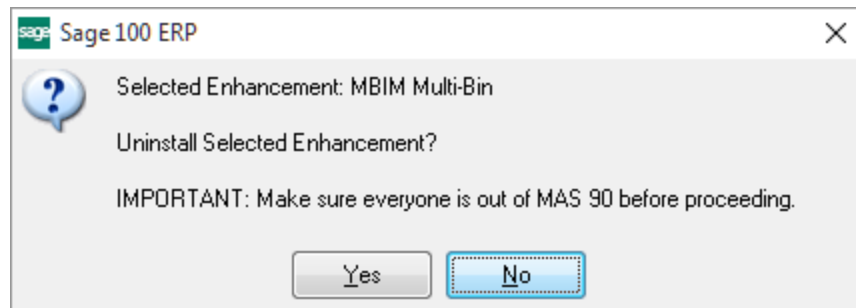 sage Sage 100 ERP
Selected Enhancement: MBIM Multi-Bin
Uninstall Selected Enhancement?
IMPORTANT: Make sure everyone is out of MAS 90 before proceeding.
Yes No